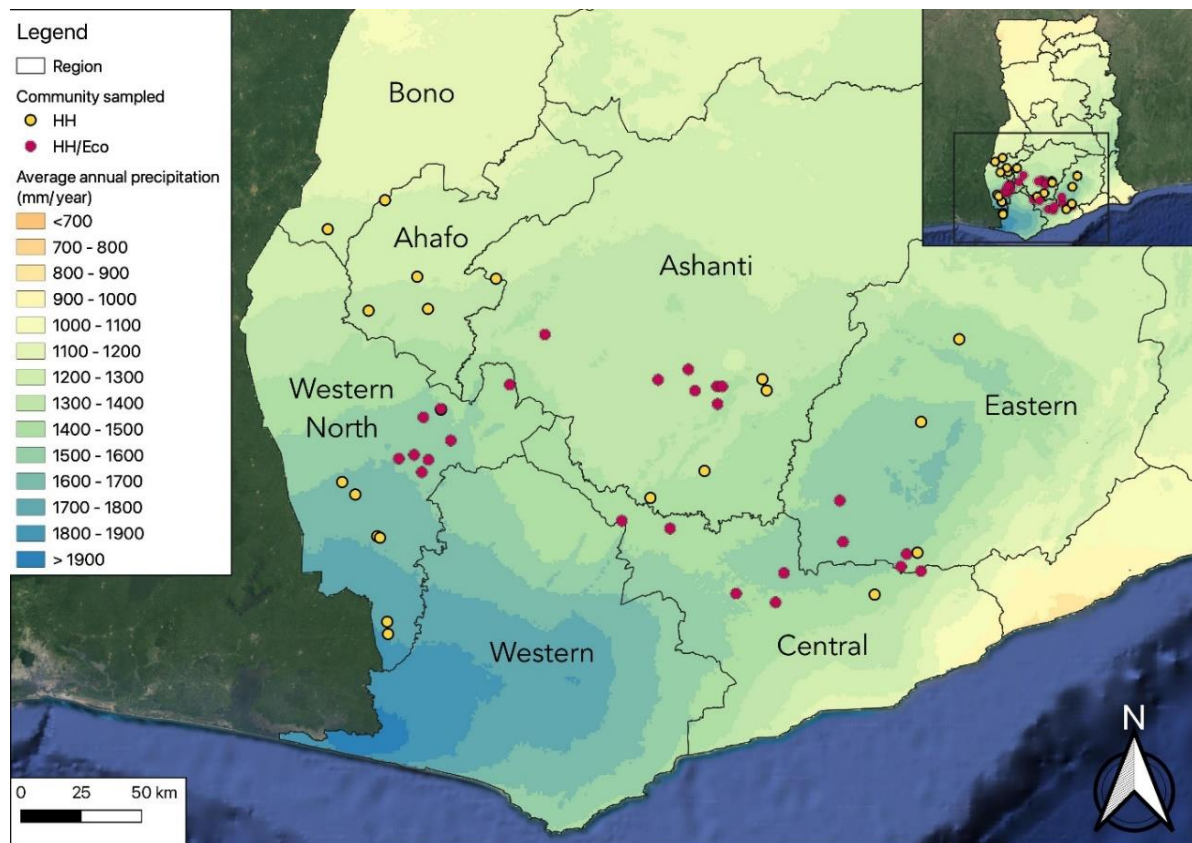 Legend
Region
Community sampled
HH
HH/Eco
Average annual precipitation
(mm/year)
<700
700 - 800
800 - 900
900 - 1000
1000 - 1100
1100 - 1200
1200 - 1300
1300 - 1400
1400 - 1500
1500 - 1600
1600 - 1700
1700 - 1800
1800 - 1900
> 1900
Bono
Ahafo
Ashanti
Western
North
Eastern
Western
Central
0 25 50 km
N